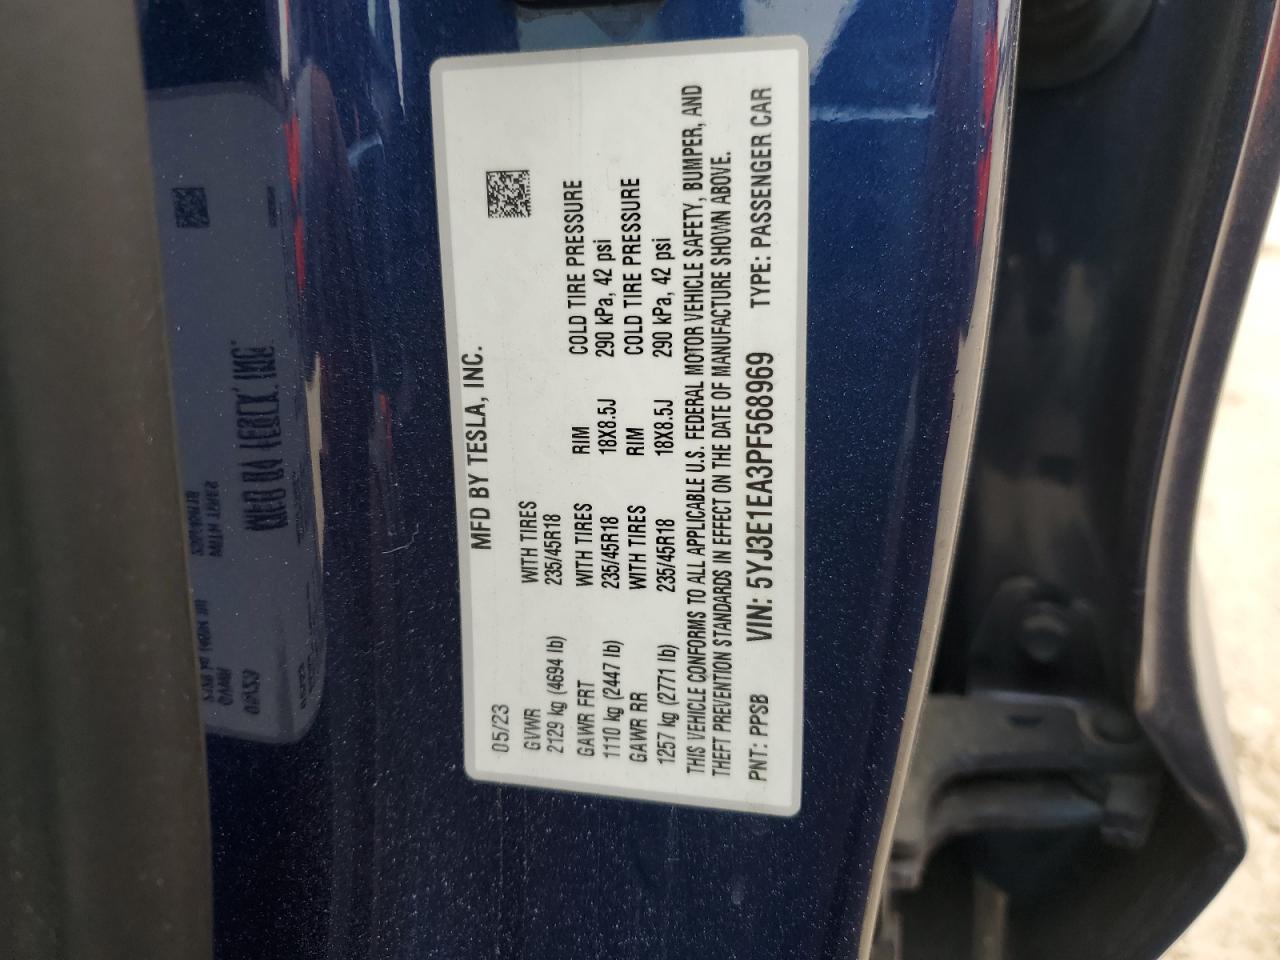 MFD BY TESLA, INC.
05/23
GVWR WITH TIRES
2129 kg (4694 lb) 235/45R18
GAWR FRT WITH TIRES RIM COLD TIRE PRESSURE
1110 kg (2447 lb) 235/45R18 18X8.5J 290 kPa, 42 psi
GAWR RR WITH TIRES RIM COLD TIRE PRESSURE
1257 kg (2771 lb) 235/45R18 18X8.5J 290 kPa, 42 psi
THIS VEHICLE CONFORMS TO ALL APPLICABLE U.S. FEDERAL MOTOR VEHICLE SAFETY, BUMPER, AND
THEFT PREVENTION STANDARDS IN EFFECT ON THE DATE OF MANUFACTURE SHOWN ABOVE.
PNT: PPSB VIN: 5YJ3E1EA3PF568969 TYPE: PASSENGER CAR